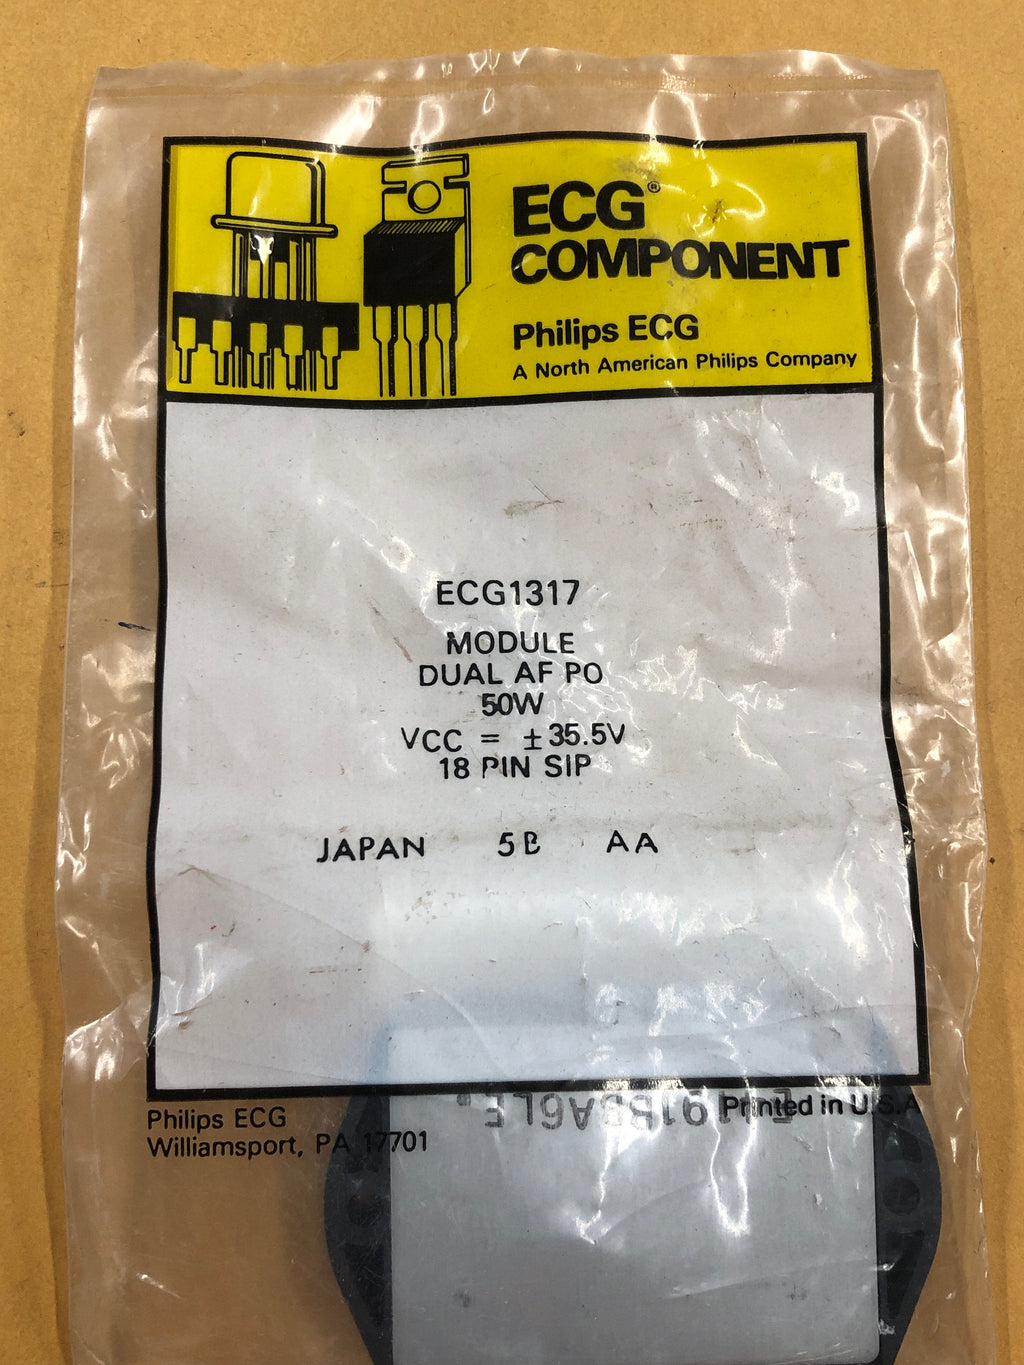 ECG®
COMPONENT
Philips ECG
A North American Philips Company
ECG1317
MODULE
DUAL AF PO
50W
VCC = ±35.5V
18 PIN SIP
JAPAN 5B AA
Philips ECG
Williamsport, PA 17701
Printed in U.S.A